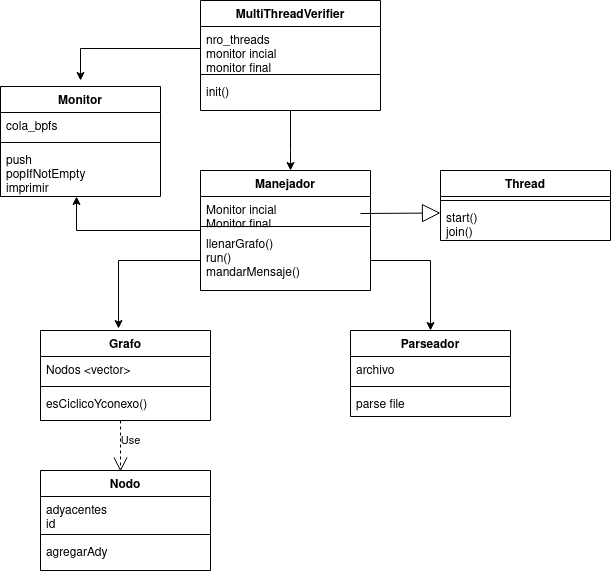 MultiThreadVerifier
nro_threads
monitor incial
monitor final
init()
Monitor
cola_bpfs
push
popIfNotEmpty
imprimir
Manejador
Monitor incial
Monitor final
llenarGrafo()
run()
mandarMensaje()
Thread
start()
join()
Grafo
Nodos <vector>
esCiclicoYconexo()
Parseador
archivo
parse file
Use
Nodo
adyacentes
id
agregarAdy